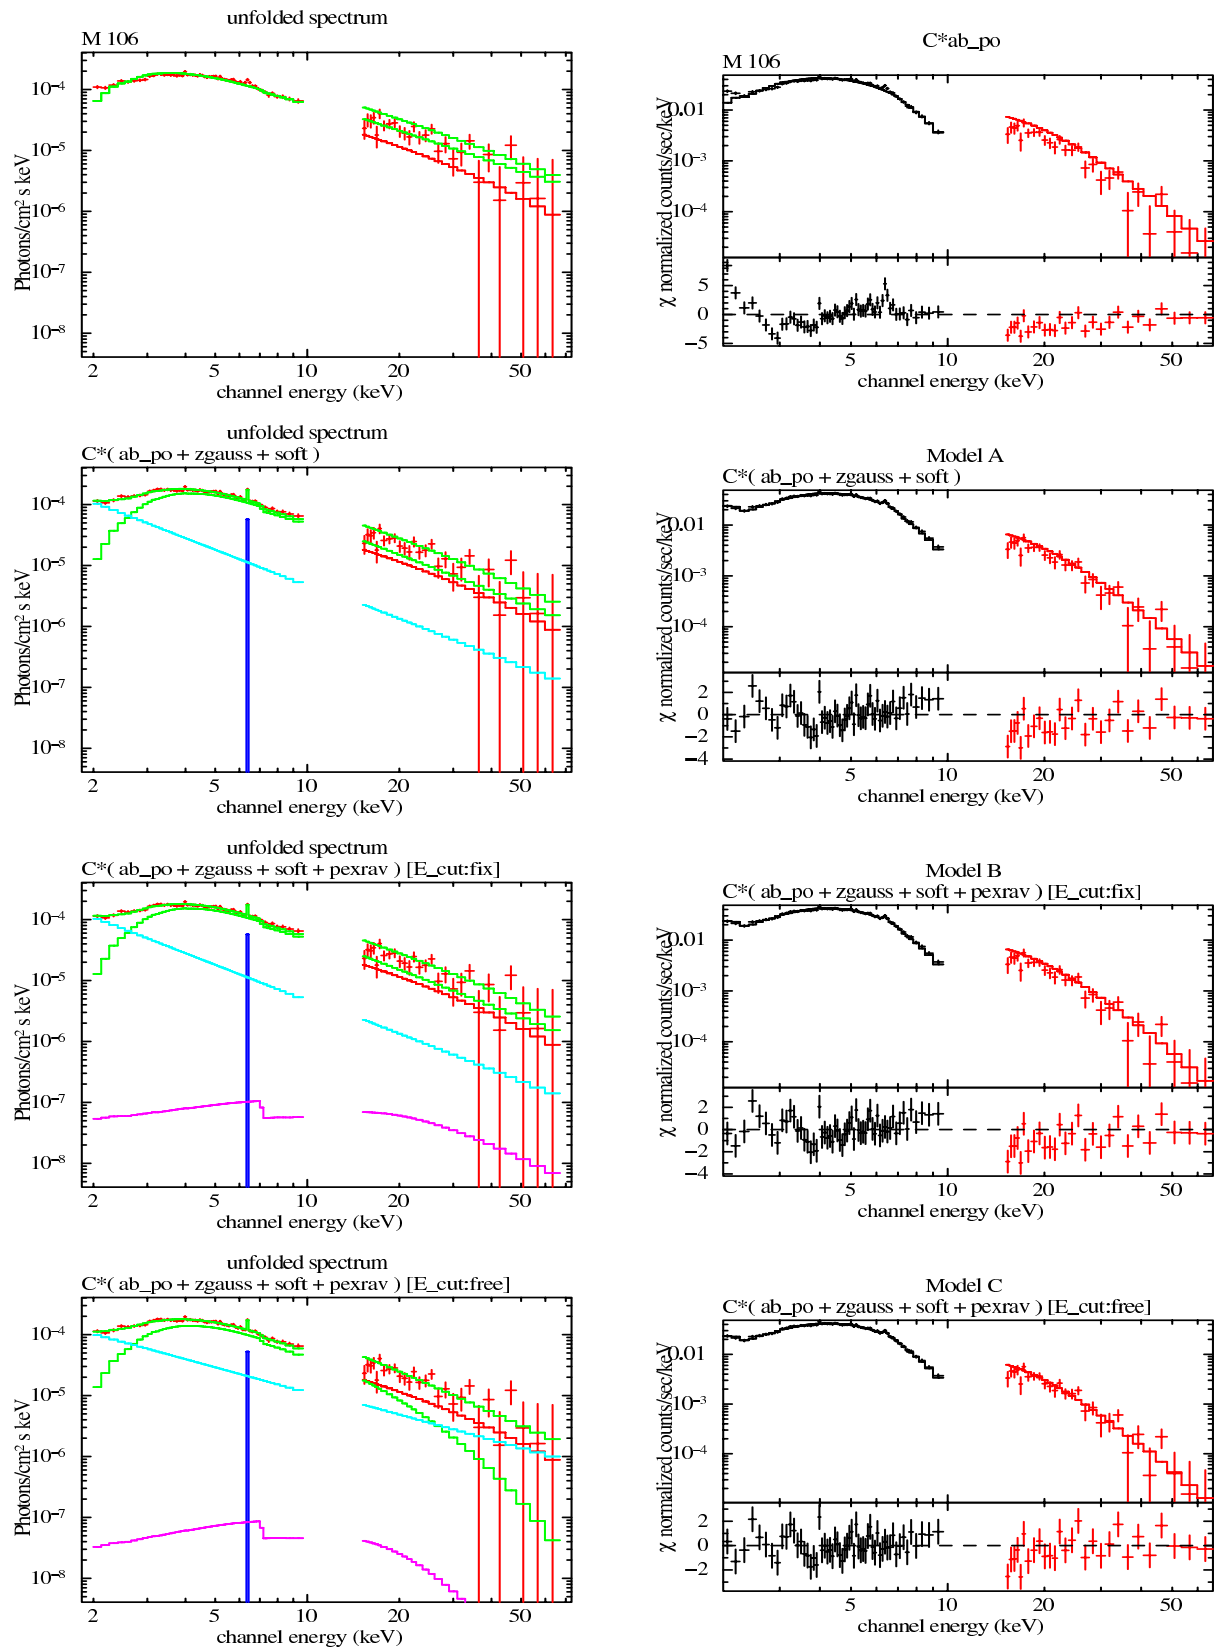 unfolded spectrum
M 106
10−4
10−5
10−6
10−7
10−8
Photons/cm² s keV
2 5 10 20 50
channel energy (keV)
C*ab_po
M 106
0.01
10−3
10−4
5
0
−5
χ normalized counts/sec/keV
5 10 20 50
channel energy (keV)
unfolded spectrum
C*( ab_po + zgauss + soft )
10−4
10−5
10−6
10−7
10−8
Photons/cm² s keV
2 5 10 20 50
channel energy (keV)
Model A
C*( ab_po + zgauss + soft )
0.01
10−3
10−4
2
0
−2
−4
χ normalized counts/sec/keV
5 10 20 50
channel energy (keV)
unfolded spectrum
C*( ab_po + zgauss + soft + pexrav ) [E_cut:fix]
10−4
10−5
10−6
10−7
10−8
Photons/cm² s keV
2 5 10 20 50
channel energy (keV)
Model B
C*( ab_po + zgauss + soft + pexrav ) [E_cut:fix]
0.01
10−3
10−4
2
0
−2
−4
χ normalized counts/sec/keV
5 10 20 50
channel energy (keV)
unfolded spectrum
C*( ab_po + zgauss + soft + pexrav ) [E_cut:free]
10−4
10−5
10−6
10−7
10−8
Photons/cm² s keV
2 5 10 20 50
channel energy (keV)
Model C
C*( ab_po + zgauss + soft + pexrav ) [E_cut:free]
0.01
10−3
10−4
2
0
−2
χ normalized counts/sec/keV
5 10 20 50
channel energy (keV)